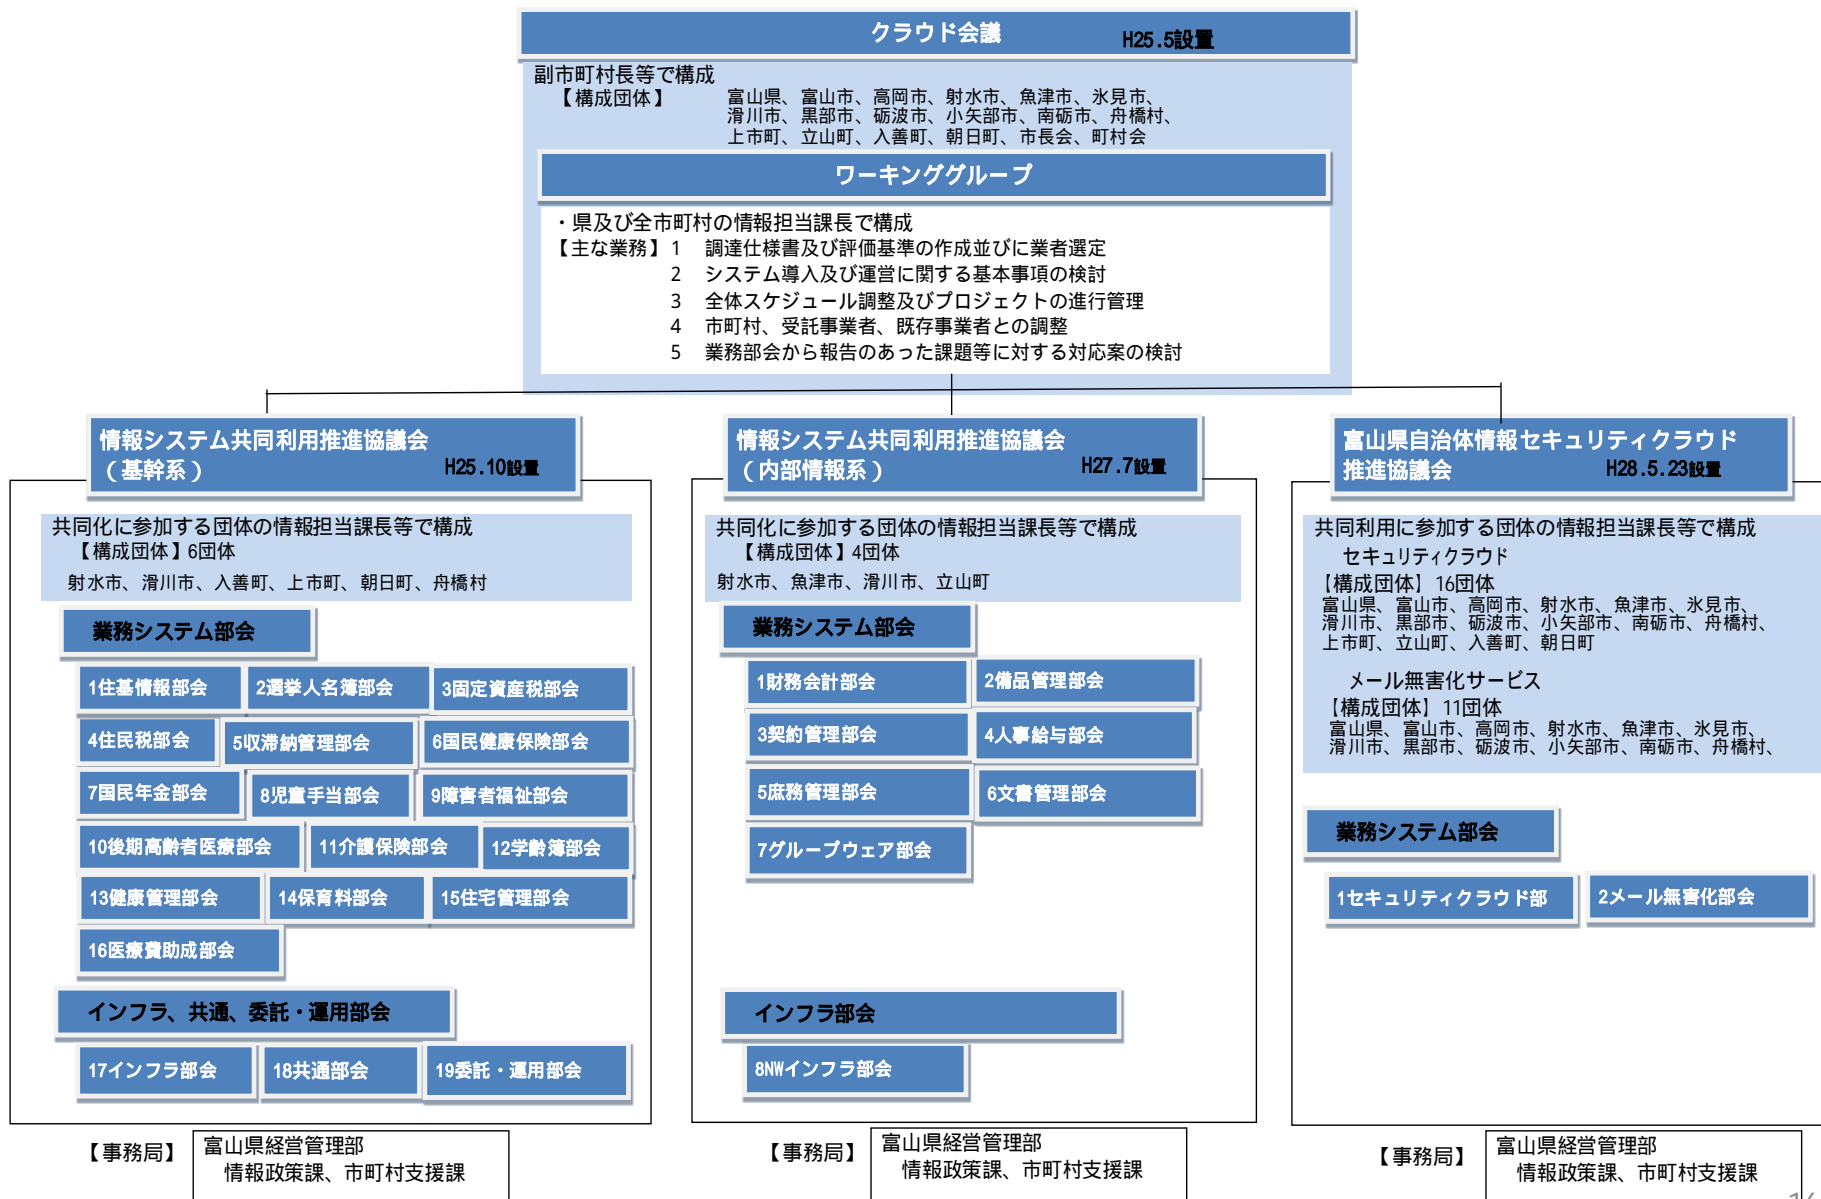 クラウド会議 H25.5設置
副市町村長等で構成
【構成団体】 富山県、富山市、高岡市、射水市、魚津市、氷見市、
滑川市、黒部市、砺波市、小矢部市、南砺市、舟橋村、
上市町、立山町、入善町、朝日町、市長会、町村会
ワーキンググループ
・県及び全市町村の情報担当課長で構成
【主な業務】1 調達仕様書及び評価基準の作成並びに業者選定
2 システム導入及び運営に関する基本事項の検討
3 全体スケジュール調整及びプロジェクトの進行管理
4 市町村、受託事業者、既存事業者との調整
5 業務部会から報告のあった課題等に対する対応案の検討
情報システム共同利用推進協議会
(基幹系) H25.10設置
共同化に参加する団体の情報担当課長等で構成
【構成団体】6団体
射水市、滑川市、入善町、上市町、朝日町、舟橋村
業務システム部会
1住基情報部会 2選挙人名簿部会 3固定資産税部会
4住民税部会 5収滞納管理部会 6国民健康保険部会
7国民年金部会 8児童手当部会 9障害者福祉部会
10後期高齢者医療部会 11介護保険部会 12学齢簿部会
13健康管理部会 14保育料部会 15住宅管理部会
16医療費助成部会
インフラ、共通、委託・運用部会
17インフラ部会 18共通部会 19委託・運用部会
【事務局】 富山県経営管理部
情報政策課、市町村支援課
情報システム共同利用推進協議会
(内部情報系) H27.7設置
共同化に参加する団体の情報担当課長等で構成
【構成団体】4団体
射水市、魚津市、滑川市、立山町
業務システム部会
1財務会計部会 2備品管理部会
3契約管理部会 4人事給与部会
5庶務管理部会 6文書管理部会
7グループウェア部会
インフラ部会
8NWインフラ部会
【事務局】 富山県経営管理部
情報政策課、市町村支援課
富山県自治体情報セキュリティクラウド
推進協議会 H28.5.23設置
共同利用に参加する団体の情報担当課長等で構成
セキュリティクラウド
【構成団体】16団体
富山県、富山市、高岡市、射水市、魚津市、氷見市、
滑川市、黒部市、砺波市、小矢部市、南砺市、舟橋村、
上市町、立山町、入善町、朝日町
メール無害化サービス
【構成団体】11団体
富山県、富山市、高岡市、射水市、魚津市、氷見市、
滑川市、黒部市、砺波市、小矢部市、南砺市、舟橋村、
業務システム部会
1セキュリティクラウド部 2メール無害化部会
【事務局】 富山県経営管理部
情報政策課、市町村支援課